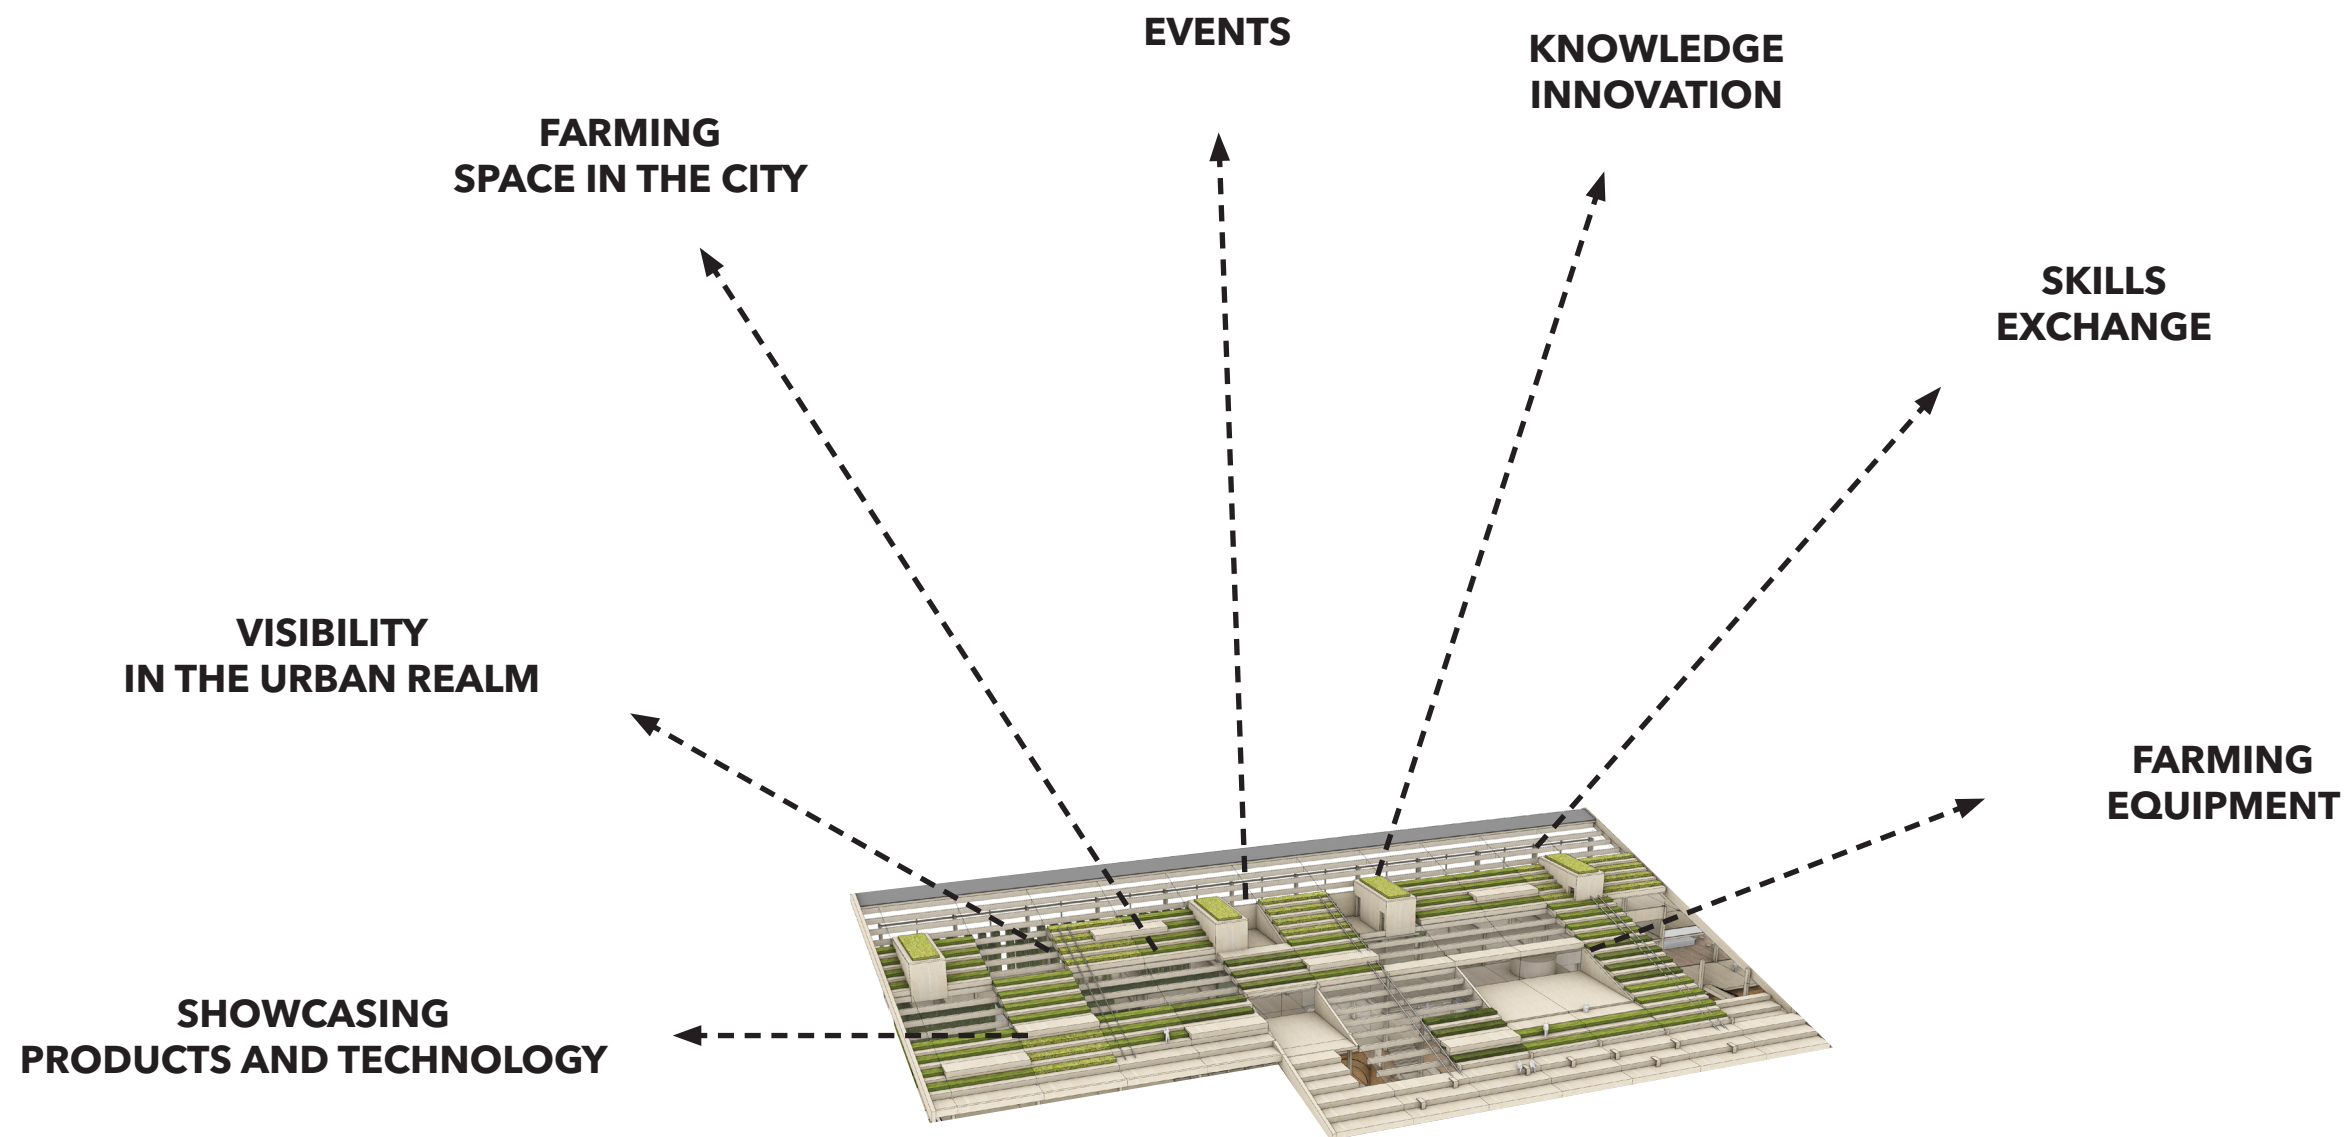 EVENTS
KNOWLEDGE
INNOVATION
FARMING
SPACE IN THE CITY
SKILLS
EXCHANGE
VISIBILITY
IN THE URBAN REALM
FARMING
EQUIPMENT
SHOWCASING
PRODUCTS AND TECHNOLOGY